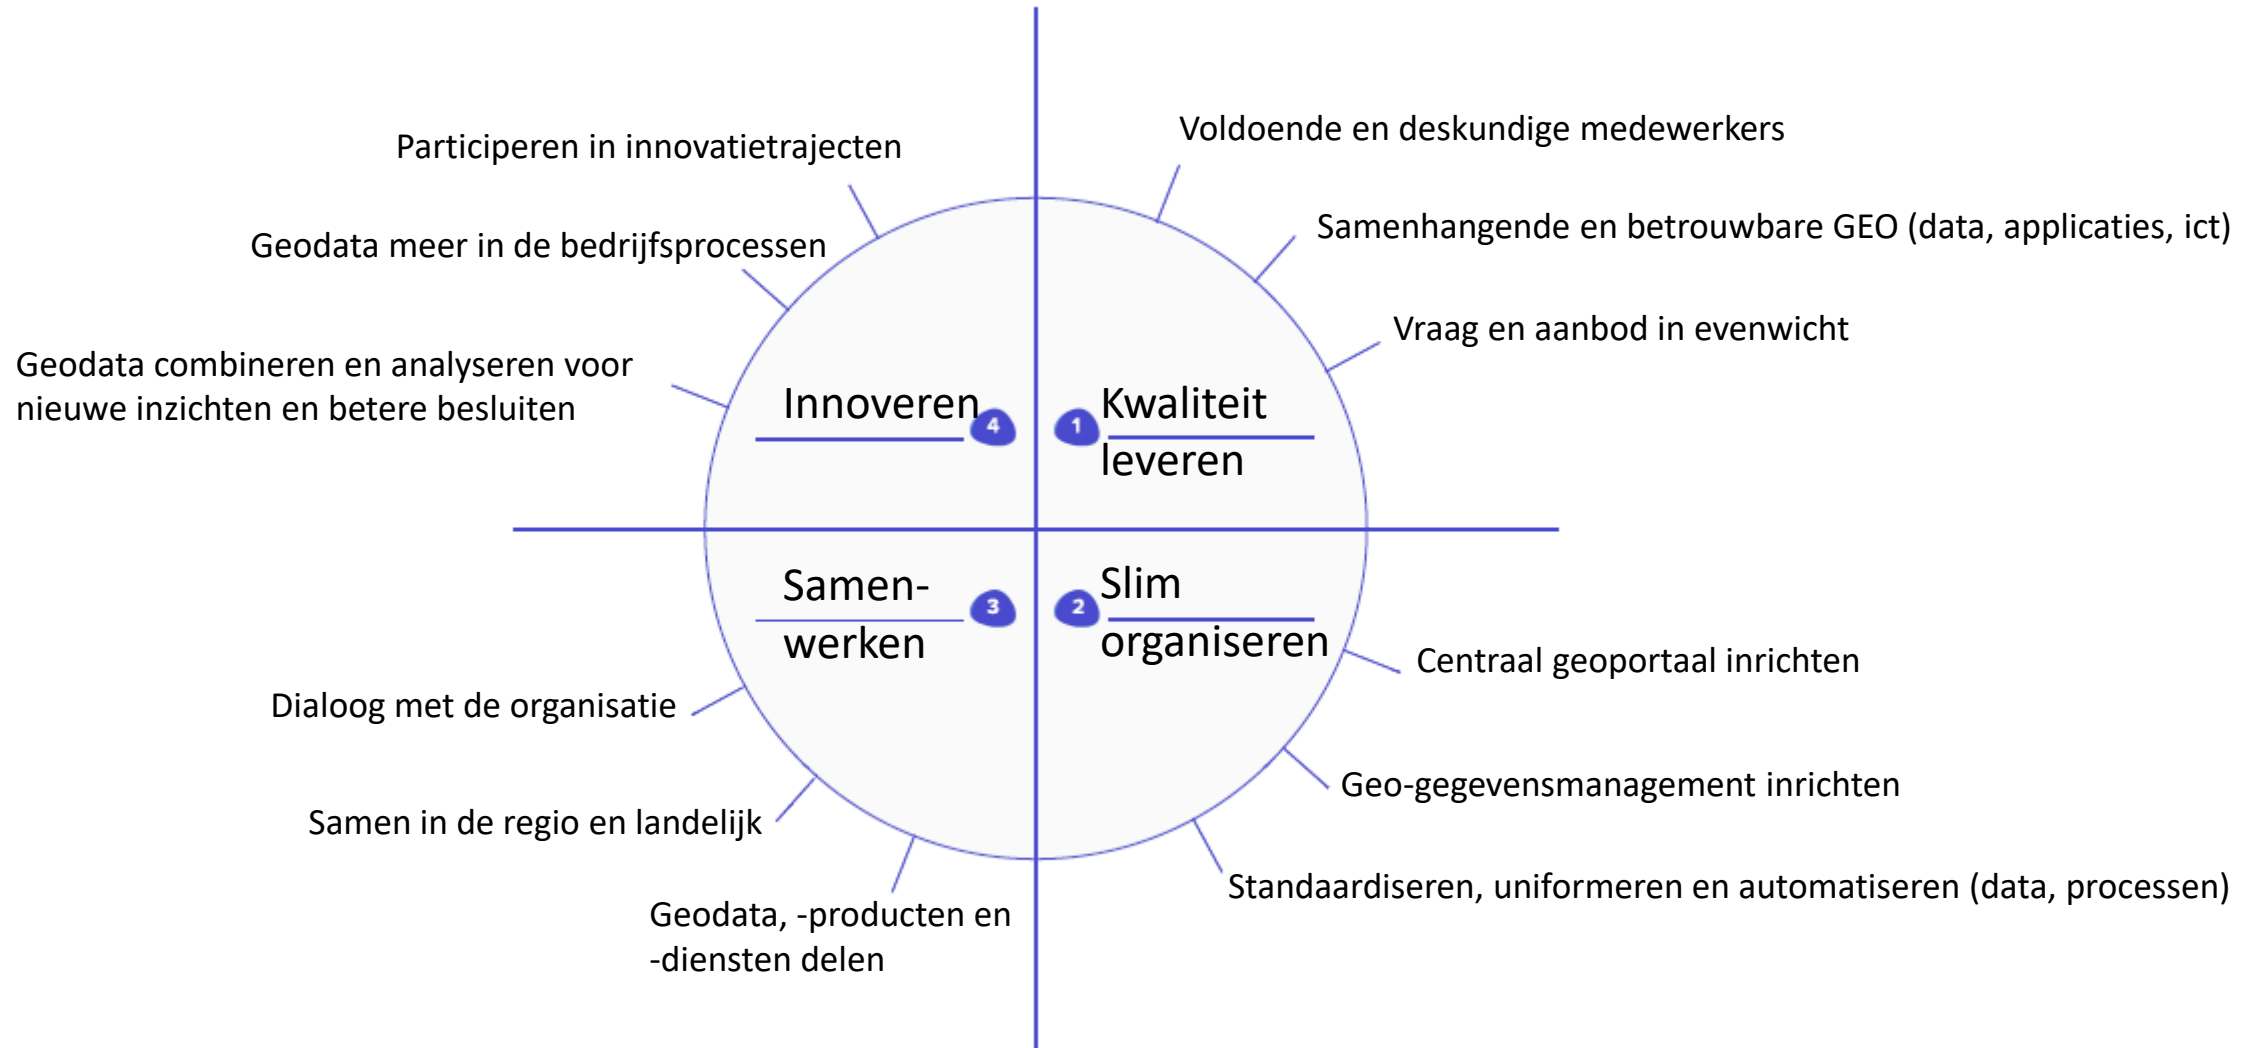 Participeren in innovatietrajecten
Geodata meer in de bedrijfsprocessen
Geodata combineren en analyseren voor
nieuwe inzichten en betere besluiten
Innoveren
4
Voldoende en deskundige medewerkers
Samenhangende en betrouwbare GEO (data, applicaties, ict)
Vraag en aanbod in evenwicht
1
Kwaliteit
leveren
Samen-
werken
3
Dialoog met de organisatie
Samen in de regio en landelijk
Geodata, -producten en
-diensten delen
2
Slim
organiseren
Centraal geoportaal inrichten
Geo-gegevensmanagement inrichten
Standaardiseren, uniformeren en automatiseren (data, processen)